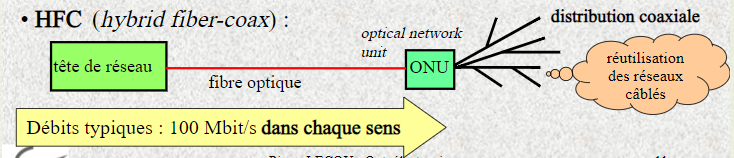 • HFC (hybrid fiber-coax) :
optical network
unit
distribution coaxiale
tête de réseau
fibre optique
ONU
réutilisation
des réseaux
câblés
Débits typiques : 100 Mbit/s dans chaque sens